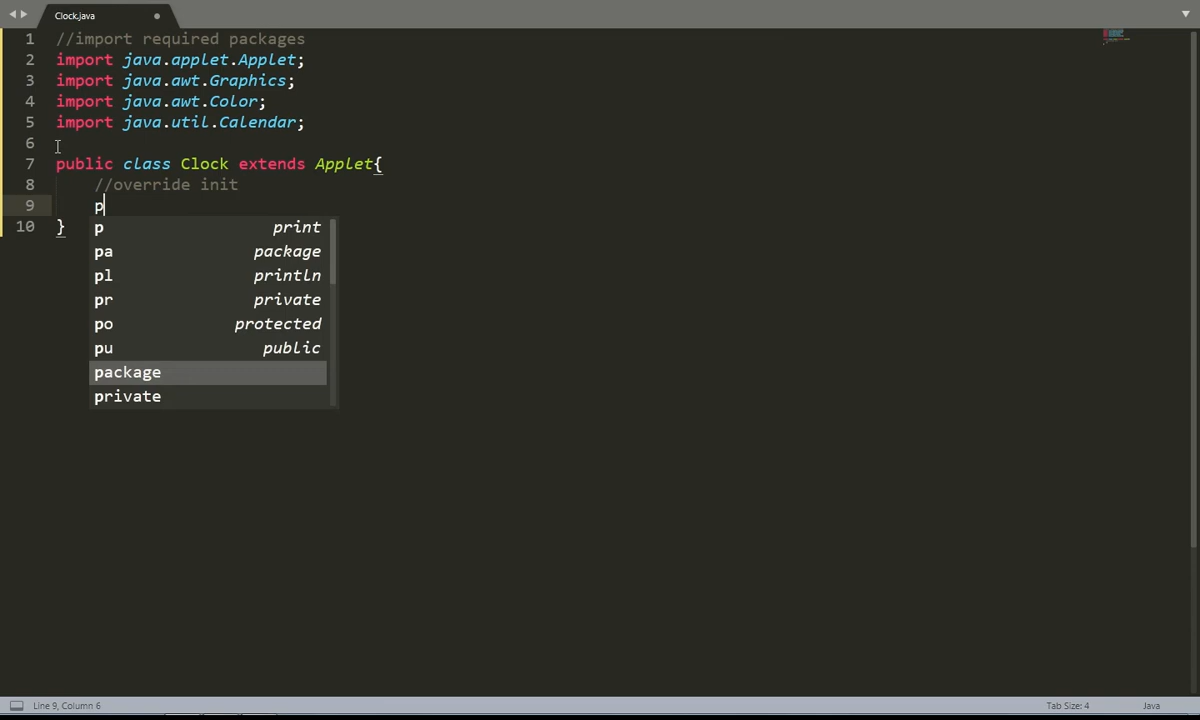 Clock.java
1 //import required packages
2 import java.applet.Applet;
3 import java.awt.Graphics;
4 import java.awt.Color;
5 import java.util.Calendar;
6
7 public class Clock extends Applet{
8 //override init
9 p
10 }
p print
pa package
pl println
pr private
po protected
pu public
package
private
Line 9, Column 6 Tab Size: 4 Java